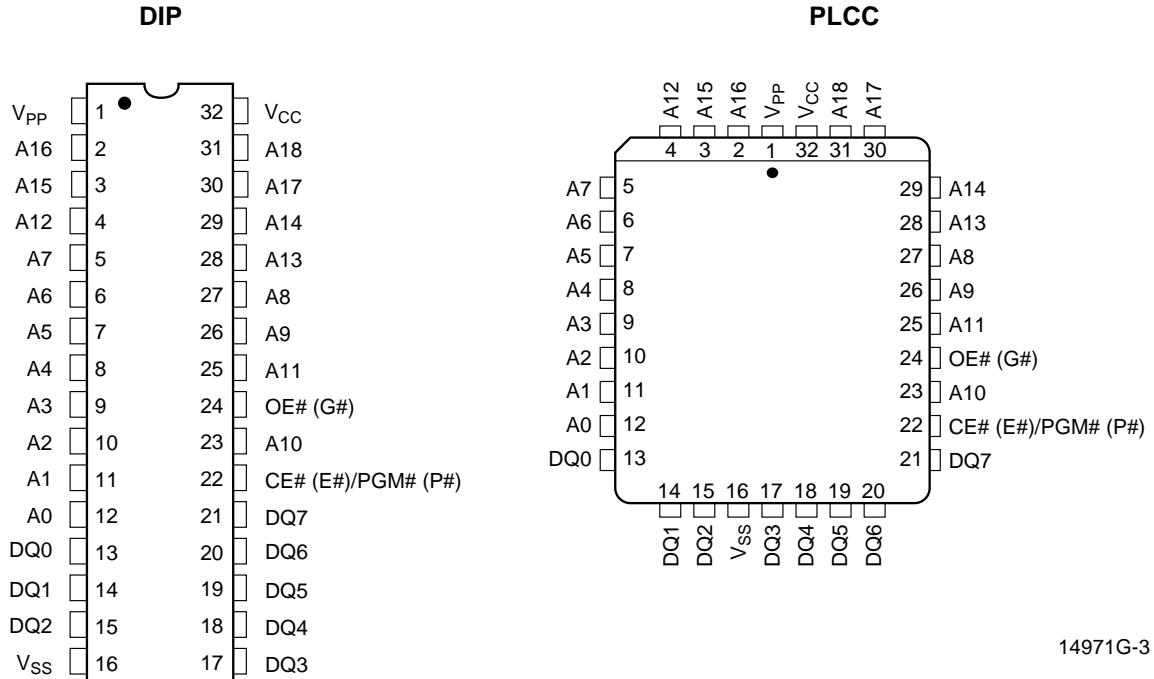 DIP
VPP 1 32 VCC
A16 2 31 A18
A15 3 30 A17
A12 4 29 A14
A7 5 28 A13
A6 6 27 A8
A5 7 26 A9
A4 8 25 A11
A3 9 24 OE# (G#)
A2 10 23 A10
A1 11 22 CE# (E#)/PGM# (P#)
A0 12 21 DQ7
DQ0 13 20 DQ6
DQ1 14 19 DQ5
DQ2 15 18 DQ4
VSS 16 17 DQ3
PLCC
A12 A15 A16 VPP VCC A18 A17
4 3 2 1 32 31 30
A7 5 29 A14
A6 6 28 A13
A5 7 27 A8
A4 8 26 A9
A3 9 25 A11
A2 10 24 OE# (G#)
A1 11 23 A10
A0 12 22 CE# (E#)/PGM# (P#)
DQ0 13 21 DQ7
14 15 16 17 18 19 20
DQ1 DQ2 VSS DQ3 DQ4 DQ5 DQ6
14971G-3